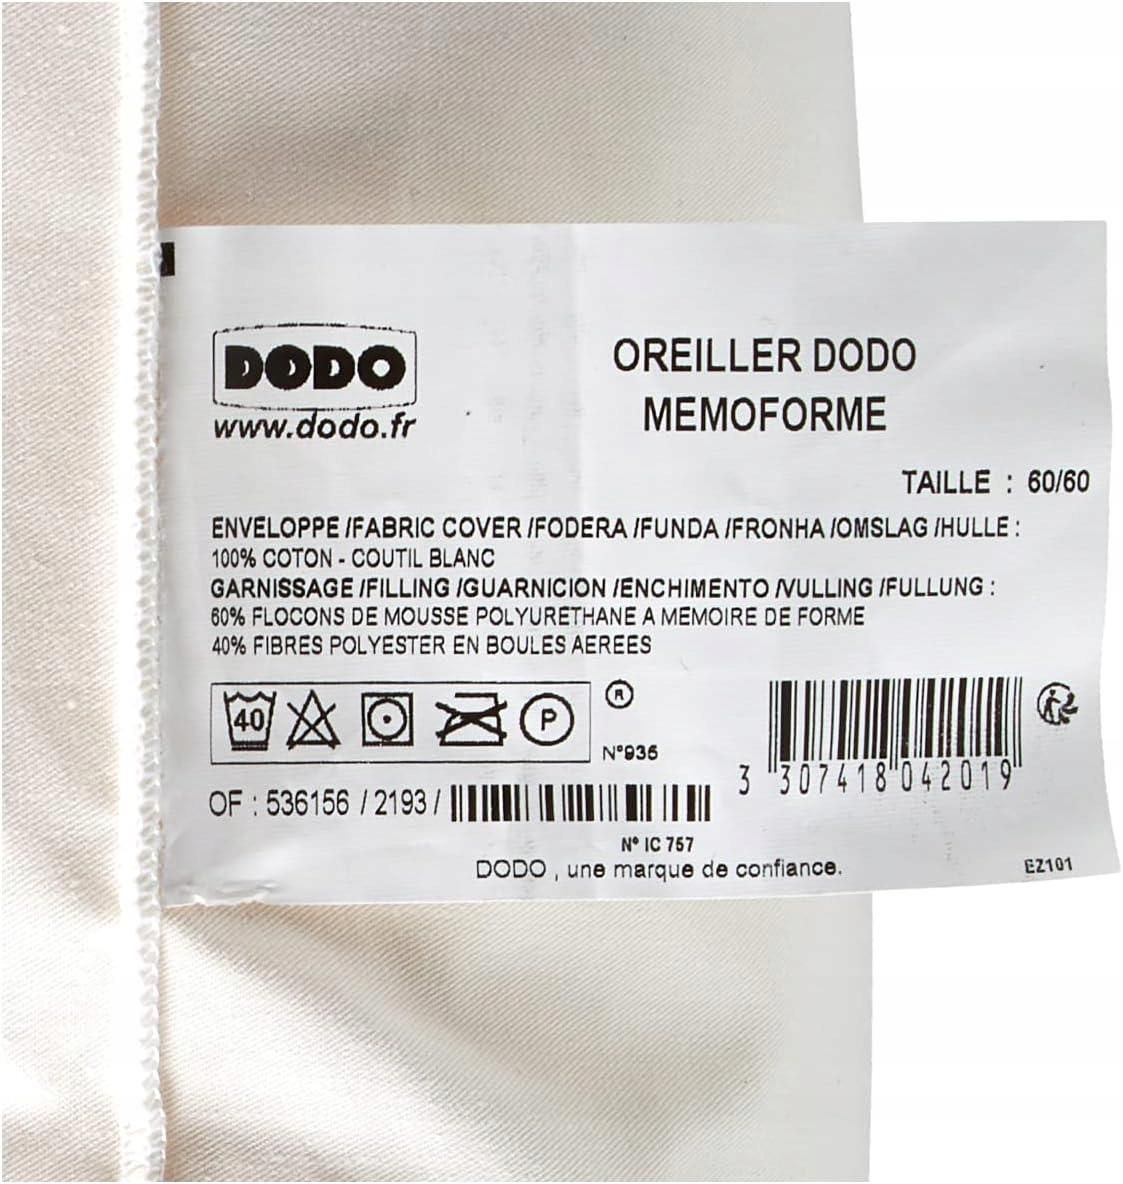 DODO
www.dodo.fr
OREILLER DODO
MEMOFORME
TAILLE : 60/60
ENVELOPPE /FABRIC COVER /FODERA /FUNDA /FRONHA /OMSLAG /HULLE :
100% COTON - COUTIL BLANC
GARNISSAGE /FILLING /GUARNICION /ENCHIMENTO /VULLING /FULLUNG :
60% FLOCONS DE MOUSSE POLYURETHANE A MEMOIRE DE FORME
40% FIBRES POLYESTER EN BOULES AEREES
40 P ®
N°936
3 307418 042019
OF : 536156 / 2193 /
N° IC 757
DODO , une marque de confiance.
EZ101